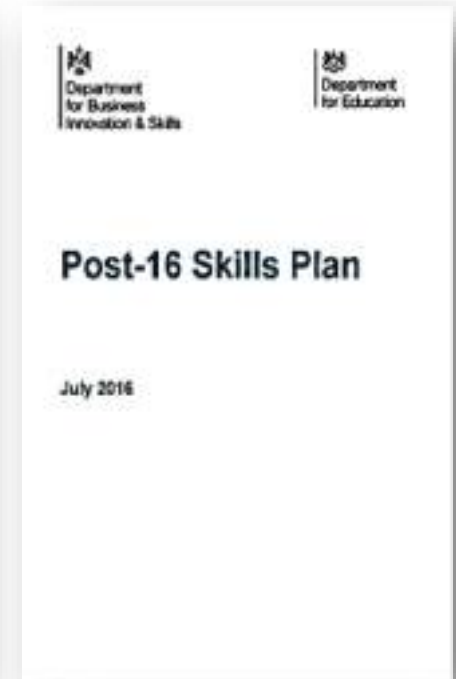 Department
for Business
Innovation & Skills
Department
for Education
Post-16 Skills Plan
July 2016